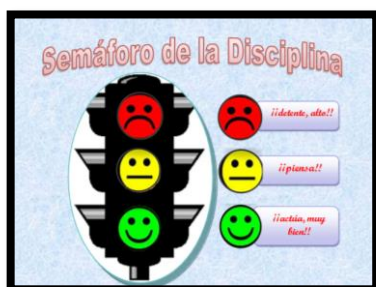 Semáforo de la Disciplina
¡¡detente, alto!!
¡¡piensa!!
¡¡actúa, muy
bien!!